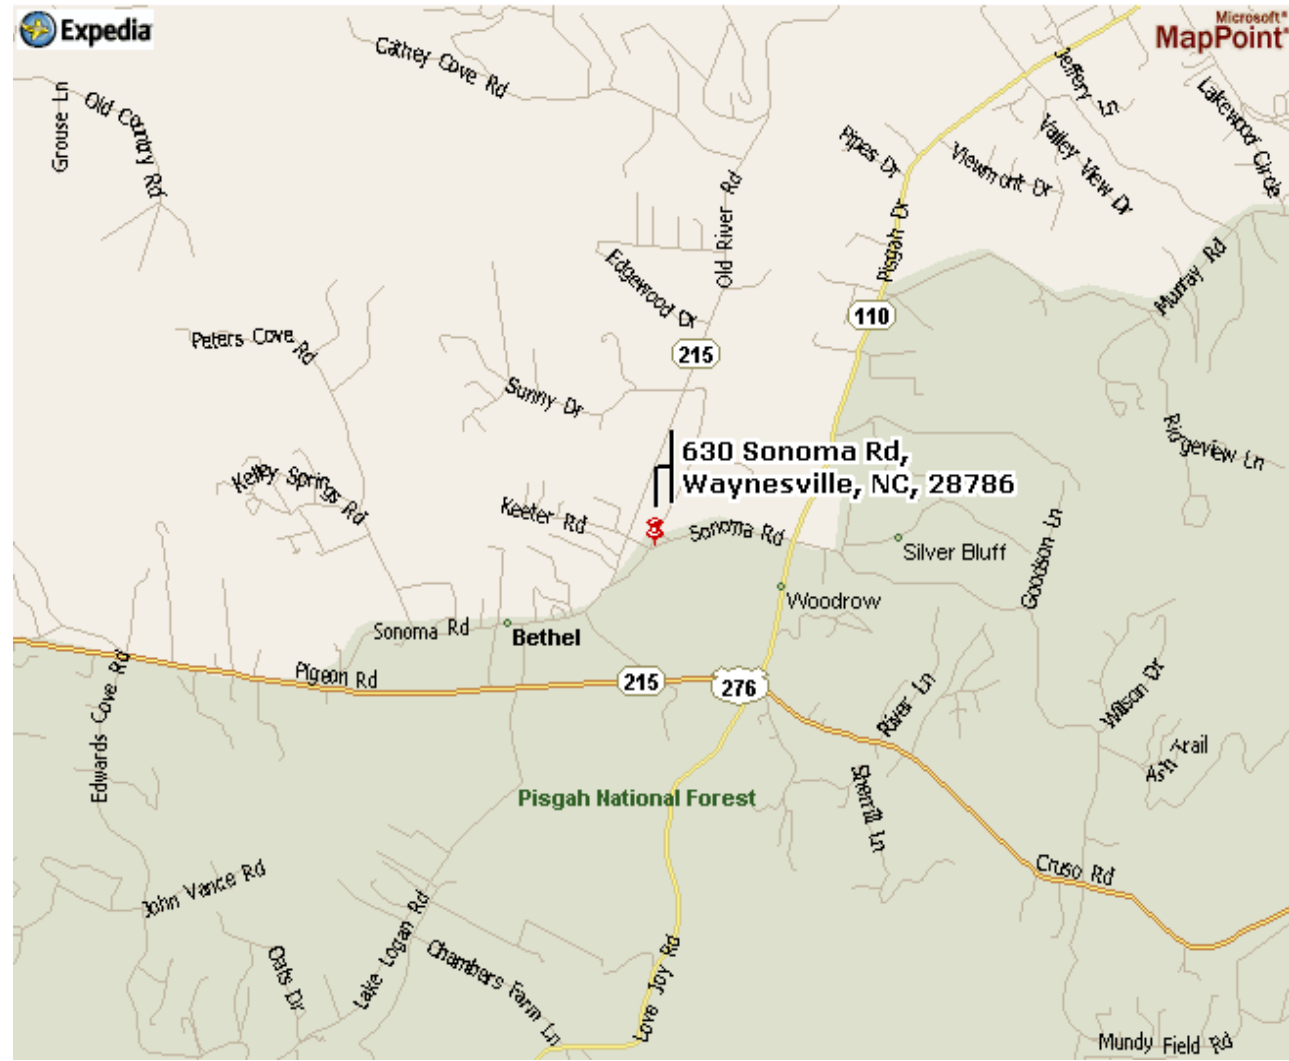 Expedia
Microsoft®
MapPoint®
Cathey Cove Rd
Jeffery Ln
Lakewood Circle
Grouse Ln
Old Country Rd
Pipes Dr
Viewmont Dr
Valley View Dr
Old River Rd
Pisgah Dr
Murray Rd
Edgewood Dr
110
Peters Cove Rd
215
Sunny Dr
Ridgeview Ln
630 Sonoma Rd,
Waynesville, NC, 28786
Kelley Springs Rd
Keeter Rd
Sonoma Rd
Silver Bluff
Goodson Ln
Woodrow
Sonoma Rd
Bethel
Pigeon Rd
215
276
Edwards Cove Rd
River Ln
Willson Dr
Ash Trail
Sherrill Ln
Pisgah National Forest
Cruso Rd
John Vance Rd
Lake Logan Rd
Oats Dr
Chambers Farm Ln
Love Joy Rd
Mundy Field Rd